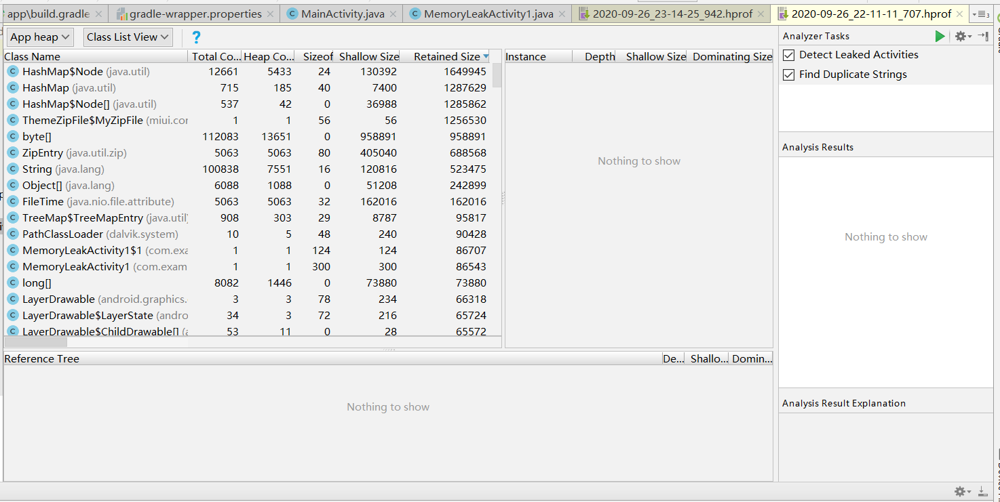 app\build.gradle gradle-wrapper.properties MainActivity.java MemoryLeakActivity1.java 2020-09-26_23-14-25_942.hprof 2020-09-26_22-11-11_707.hprof
App heap Class List View ? Analyzer Tasks
Class Name Total Co... Heap Co... Sizeof Shallow Size Retained Size Instance Depth Shallow Size Dominating Size
Detect Leaked Activities
Find Duplicate Strings
C HashMap$Node (java.util) 12661 5433 24 130392 1649945
C HashMap (java.util) 715 185 40 7400 1287629
C HashMap$Node[] (java.util) 537 42 0 36988 1285862
C ThemeZipFile$MyZipFile (miui.cor 1 1 56 56 1256530
C byte[] 112083 13651 0 958891 958891
C ZipEntry (java.util.zip) 5063 5063 80 405040 688568
C String (java.lang) 100838 7551 16 120816 523475
C Object[] (java.lang) 6088 1088 0 51208 242899
C FileTime (java.nio.file.attribute) 5063 5063 32 162016 162016
C TreeMap$TreeMapEntry (java.util) 908 303 29 8787 95817
C PathClassLoader (dalvik.system) 10 5 48 240 90428
C MemoryLeakActivity1$1 (com.exa 1 1 124 124 86707
C MemoryLeakActivity1 (com.exam 1 1 300 300 86543
C long[] 8082 1446 0 73880 73880
C LayerDrawable (android.graphics. 3 3 78 234 66318
C LayerDrawable$LayerState (andro 34 3 72 216 65724
C LayerDrawable$ChildDrawable[] (a 53 11 0 28 65572
Nothing to show
Analysis Results
Nothing to show
Reference Tree De... Shallo... Domin...
Nothing to show
Analysis Result Explanation